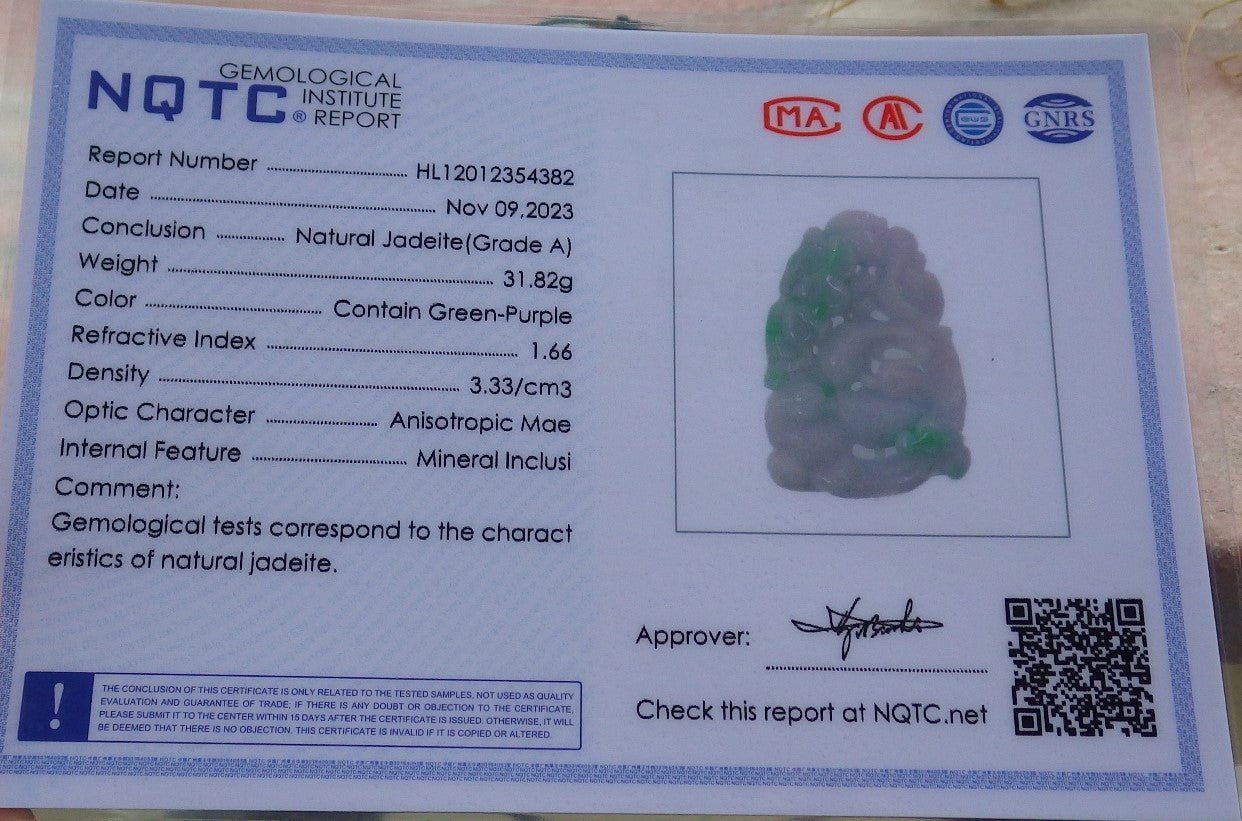 NQTC® GEMOLOGICAL
INSTITUTE
REPORT
MA
GNRS
Report Number HL12012354382
Date Nov 09,2023
Conclusion Natural Jadeite(Grade A)
Weight 31.82g
Color Contain Green-Purple
Refractive Index 1.66
Density 3.33/cm3
Optic Character Anisotropic Mae
Internal Feature Mineral Inclusi
Comment:
Gemological tests correspond to the charact
eristics of natural jadeite.
Approver:
Check this report at NQTC.net
! THE CONCLUSION OF THIS CERTIFICATE IS ONLY RELATED TO THE TESTED SAMPLES, NOT USED AS QUALITY
EVALUATION AND GUARANTEE OF TRADE; IF THERE IS ANY DOUBT OR OBJECTION TO THE CERTIFICATE,
PLEASE SUBMIT IT TO THE CENTER WITHIN 15 DAYS AFTER THE CERTIFICATE IS ISSUED. OTHERWISE, IT WILL
BE DEEMED THAT THERE IS NO OBJECTION. THIS CERTIFICATE IS INVALID IF IT IS COPIED OR ALTERED.